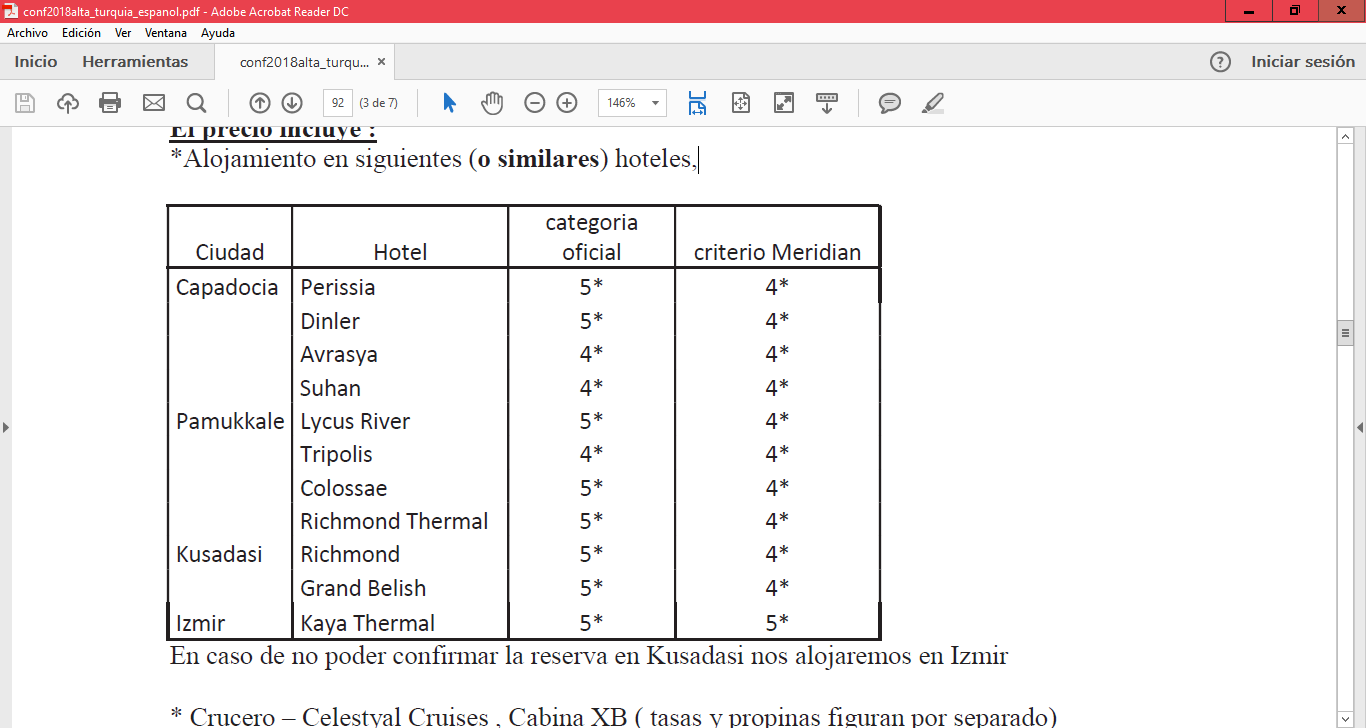 conf2018alta_turquia_espanol.pdf - Adobe Acrobat Reader DC
Archivo Edición Ver Ventana Ayuda
Inicio Herramientas conf2018alta_turqu... × ? Iniciar sesión
92 (3 de 7) 146%
El precio incluye :
*Alojamiento en siguientes (o similares) hoteles,
Ciudad Hotel categoria oficial criterio Meridian
Capadocia Perissia 5* 4*
Dinler 5* 4*
Avrasya 4* 4*
Suhan 4* 4*
Pamukkale Lycus River 5* 4*
Tripolis 4* 4*
Colossae 5* 4*
Richmond Thermal 5* 4*
Kusadasi Richmond 5* 4*
Grand Belish 5* 4*
Izmir Kaya Thermal 5* 5*
En caso de no poder confirmar la reserva en Kusadasi nos alojaremos en Izmir
* Crucero – Celestyal Cruises , Cabina XB ( tasas y propinas figuran por separado)